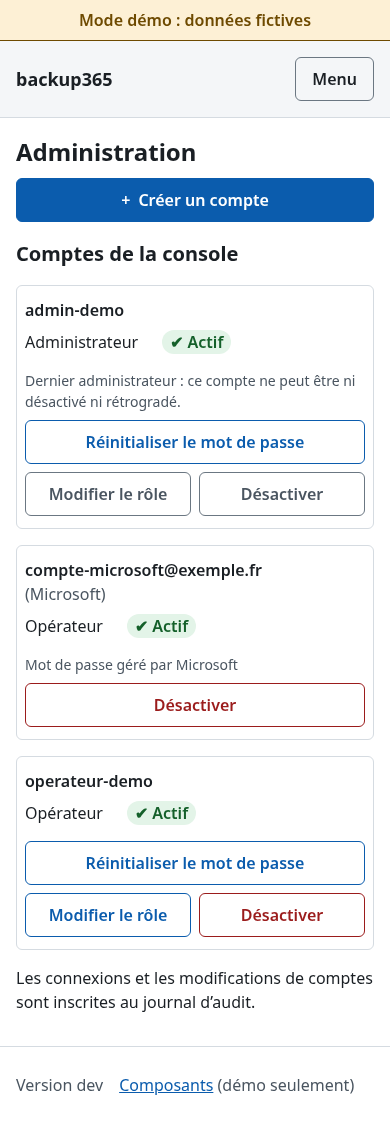 Mode démo : données fictives
backup365
Menu
Administration
+ Créer un compte
Comptes de la console
admin-demo
Administrateur ✔ Actif
Dernier administrateur : ce compte ne peut être ni
désactivé ni rétrogradé.
Réinitialiser le mot de passe
Modifier le rôle
Désactiver
compte-microsoft@exemple.fr
(Microsoft)
Opérateur ✔ Actif
Mot de passe géré par Microsoft
Désactiver
operateur-demo
Opérateur ✔ Actif
Réinitialiser le mot de passe
Modifier le rôle
Désactiver
Les connexions et les modifications de comptes
sont inscrites au journal d’audit.
Version dev Composants (démo seulement)